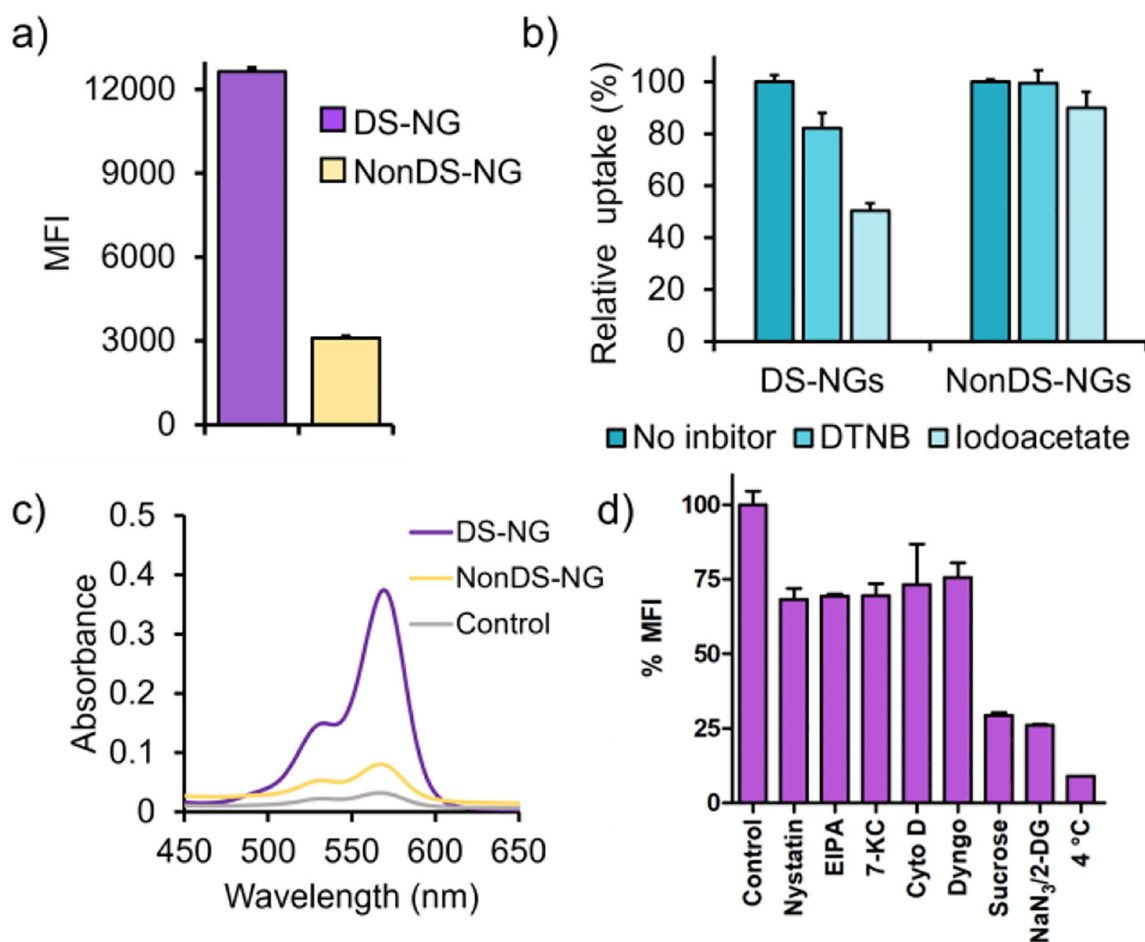 a)
MFI
12000
9000
6000
3000
0
DS-NG
NonDS-NG
b)
Relative uptake (%)
100
80
60
40
20
0
DS-NGs NonDS-NGs
No inbitor DTNB Iodoacetate
c)
Absorbance
0.5
0.4
0.3
0.2
0.1
0
DS-NG
NonDS-NG
Control
450 500 550 600 650
Wavelength (nm)
d)
% MFI
100
75
50
25
0
Control
Nystatin
EIPA
7-KC
Cyto D
Dyngo
Sucrose
NaN₃/2-DG
4 °C